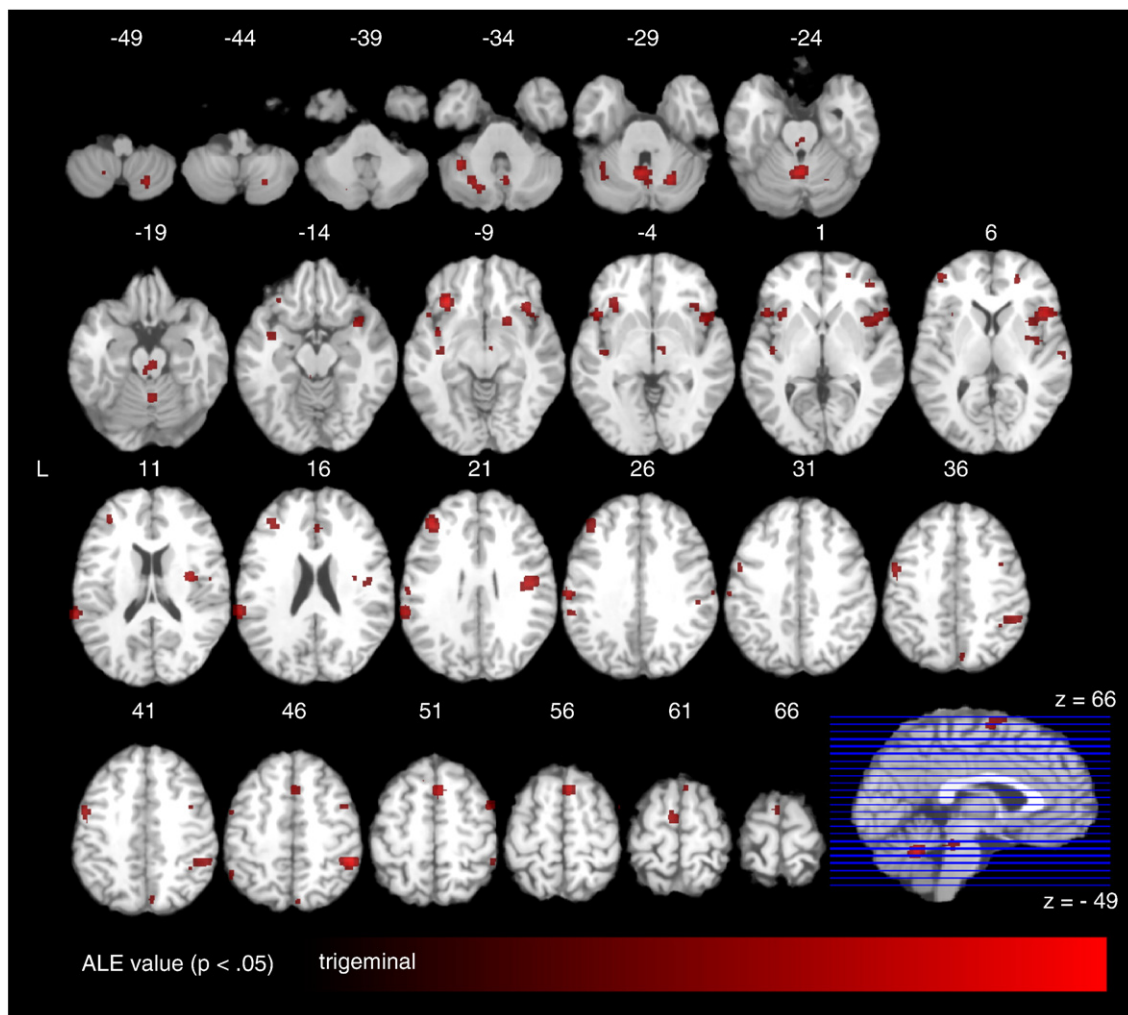 -49 -44 -39 -34 -29 -24
-19 -14 -9 -4 1 6
L 11 16 21 26 31 36
41 46 51 56 61 66
z = 66
z = - 49
ALE value (p < .05) trigeminal